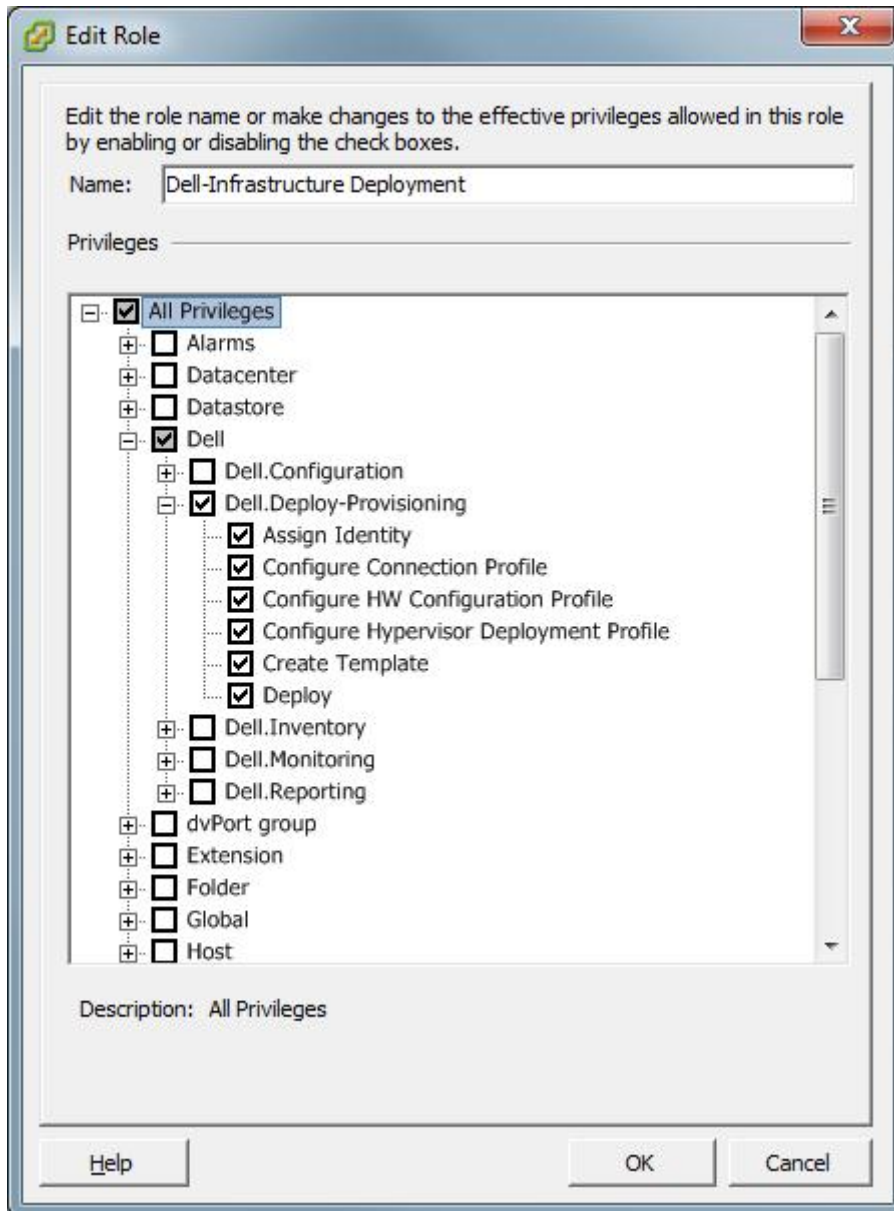 Edit Role
Edit the role name or make changes to the effective privileges allowed in this role
by enabling or disabling the check boxes.
Name: Dell-Infrastructure Deployment
Privileges
All Privileges
Alarms
Datacenter
Datastore
Dell
Dell.Configuration
Dell.Deploy-Provisioning
Assign Identity
Configure Connection Profile
Configure HW Configuration Profile
Configure Hypervisor Deployment Profile
Create Template
Deploy
Dell.Inventory
Dell.Monitoring
Dell.Reporting
dvPort group
Extension
Folder
Global
Host
Description: All Privileges
Help OK Cancel